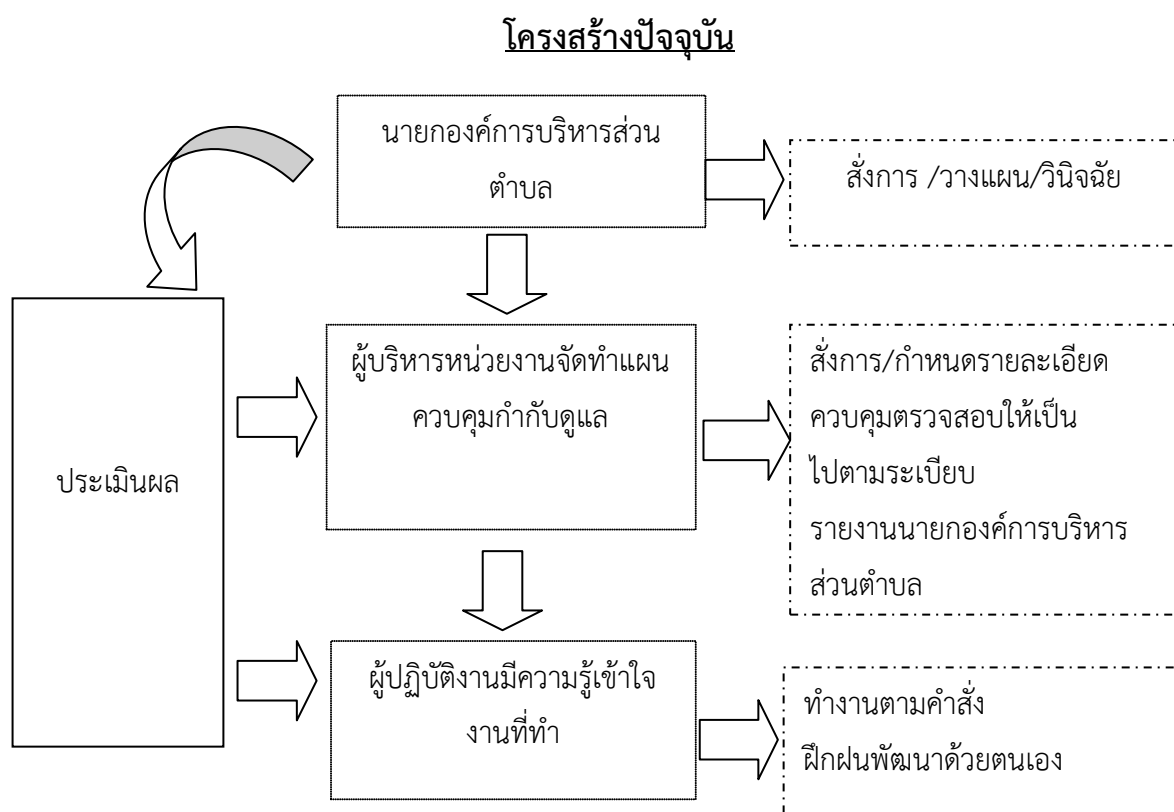 โครงสร้างปัจจุบัน
นายกองค์การบริหารส่วน
ตำบล
สั่งการ /วางแผน/วินิจฉัย
ผู้บริหารหน่วยงานจัดทำแผน
ควบคุมกำกับดูแล
สั่งการ/กำหนดรายละเอียด
ควบคุมตรวจสอบให้เป็น
ไปตามระเบียบ
รายงานนายกองค์การบริหาร
ส่วนตำบล
ประเมินผล
ผู้ปฏิบัติงานมีความรู้เข้าใจ
งานที่ทำ
ทำงานตามคำสั่ง
ฝึกฝนพัฒนาด้วยตนเอง